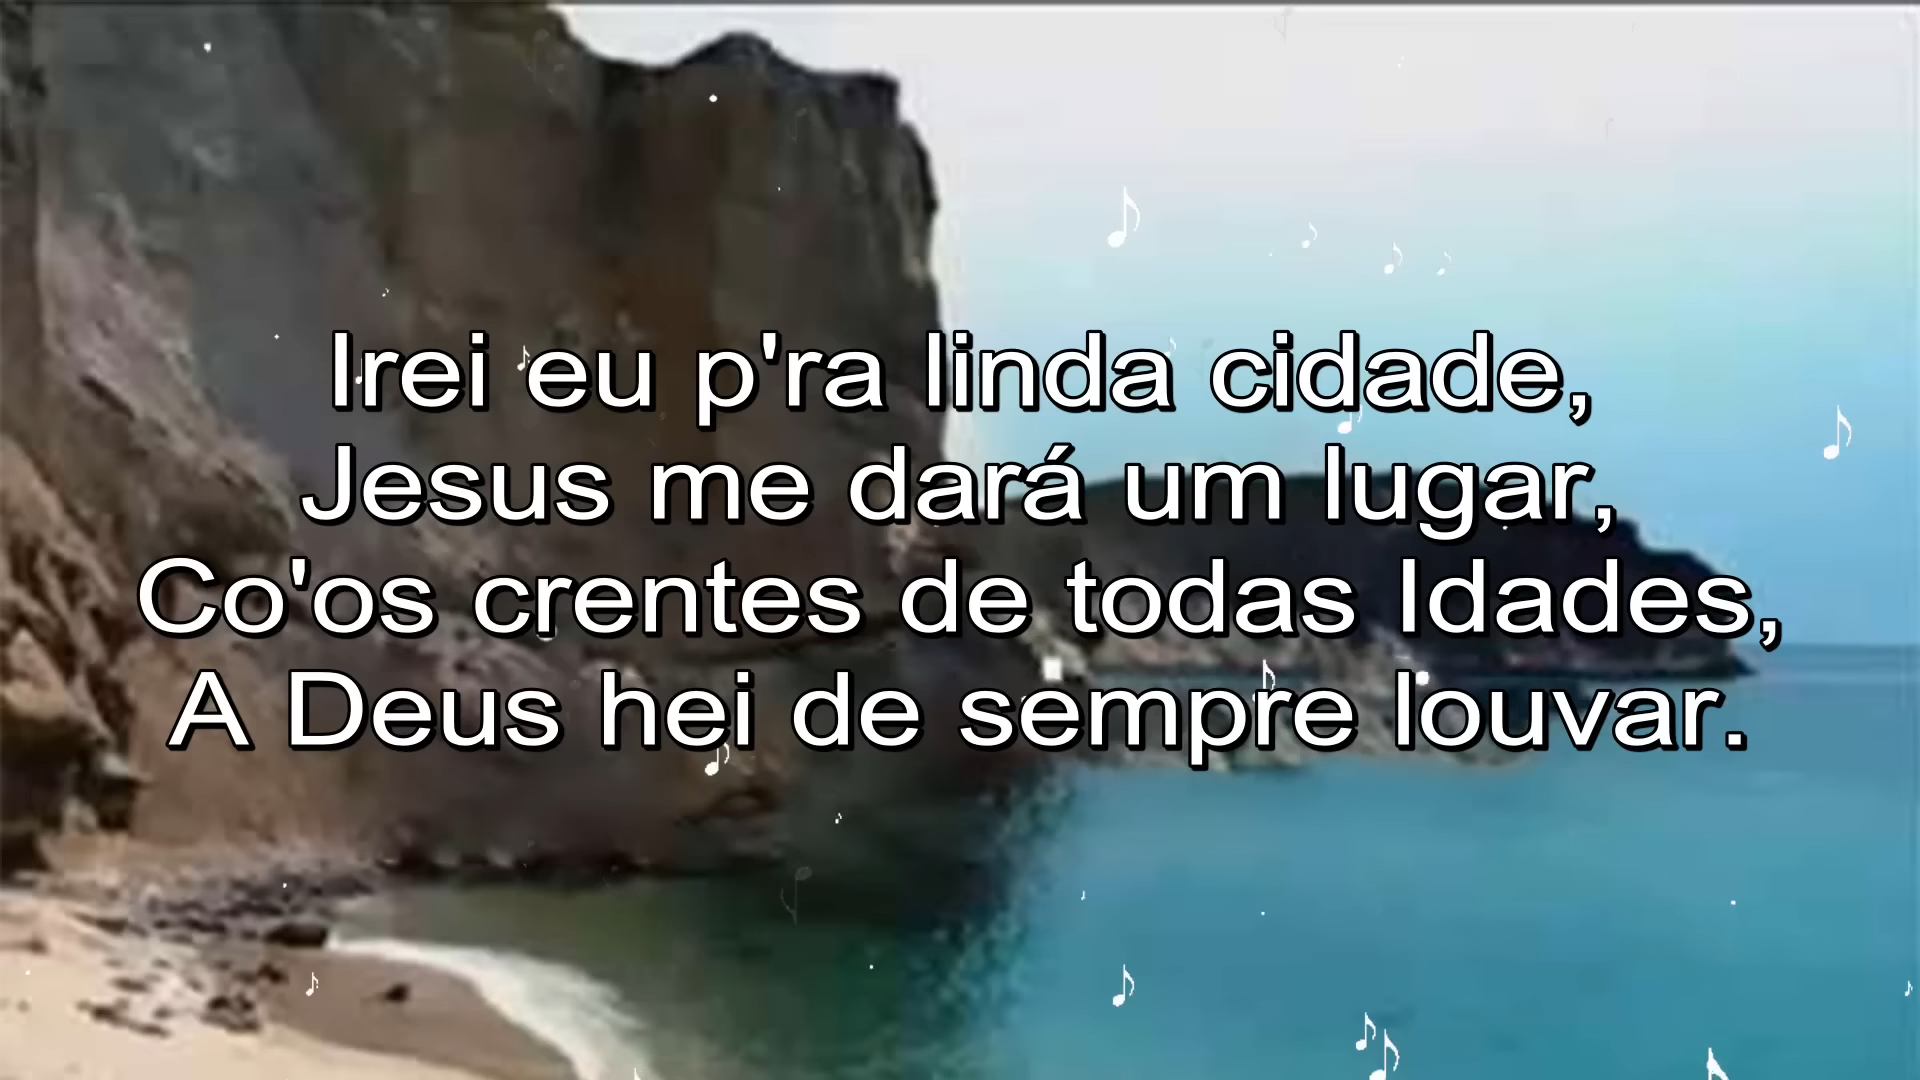 Irei eu p'ra linda cidade,
Jesus me dará um lugar,
Co'os crentes de todas Idades,
A Deus hei de sempre louvar.